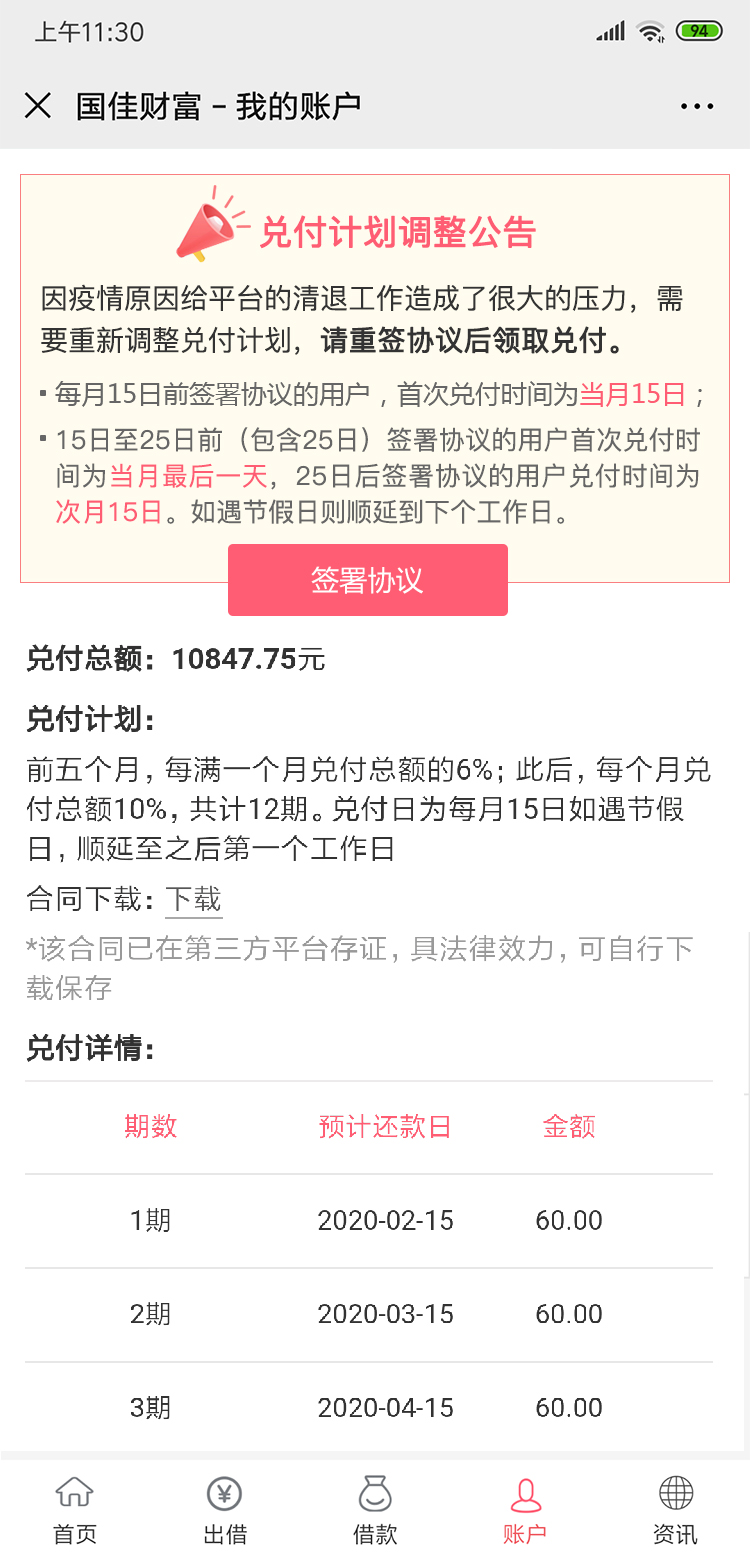 上午11:30
94
国佳财富 – 我的账户
兑付计划调整公告
因疫情原因给平台的清退工作造成了很大的压力，需
要重新调整兑付计划，请重签协议后领取兑付。
▪ 每月15日前签署协议的用户，首次兑付时间为当月15日；
▪ 15日至25日前（包含25日）签署协议的用户首次兑付时
间为当月最后一天，25日后签署协议的用户兑付时间为
次月15日。如遇节假日则顺延到下个工作日。
签署协议
兑付总额：10847.75元
兑付计划：
前五个月，每满一个月兑付总额的6%；此后，每个月兑
付总额10%，共计12期。兑付日为每月15日如遇节假
日，顺延至之后第一个工作日
合同下载：下载
*该合同已在第三方平台存证，具法律效力，可自行下
载保存
兑付详情：
期数 预计还款日 金额
1期 2020-02-15 60.00
2期 2020-03-15 60.00
3期 2020-04-15 60.00
首页 出借 借款 账户 资讯